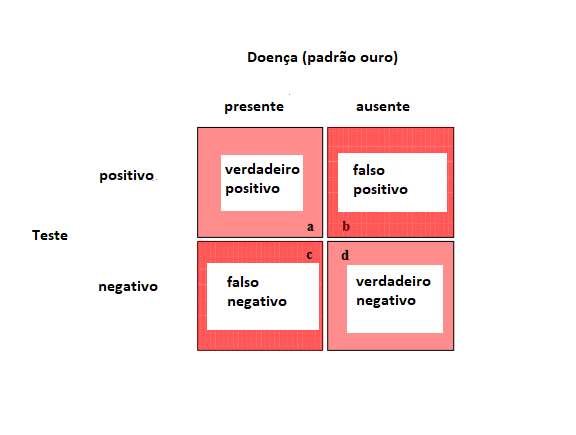 Doença (padrão ouro)
presente
ausente
positivo
verdadeiro
positivo
a
falso
positivo
b
Teste
negativo
c
falso
negativo
d
verdadeiro
negativo